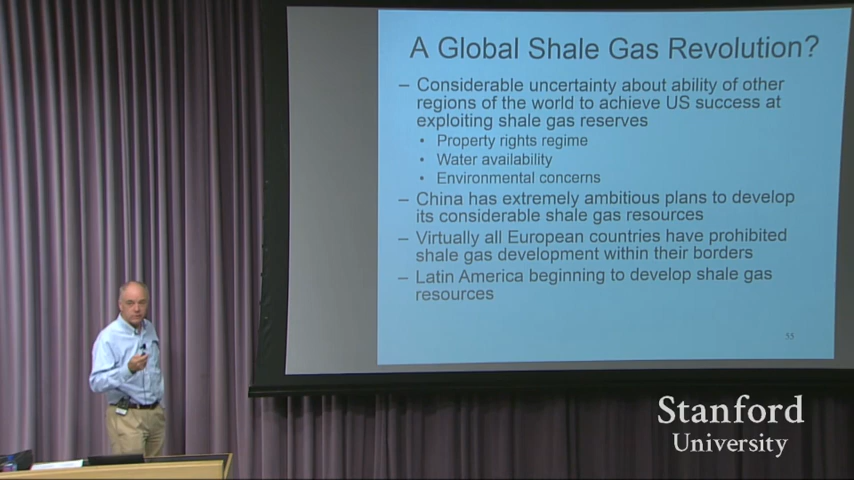 A Global Shale Gas Revolution?
– Considerable uncertainty about ability of other
regions of the world to achieve US success at
exploiting shale gas reserves
• Property rights regime
• Water availability
• Environmental concerns
– China has extremely ambitious plans to develop
its considerable shale gas resources
– Virtually all European countries have prohibited
shale gas development within their borders
– Latin America beginning to develop shale gas
resources
55
Stanford
University